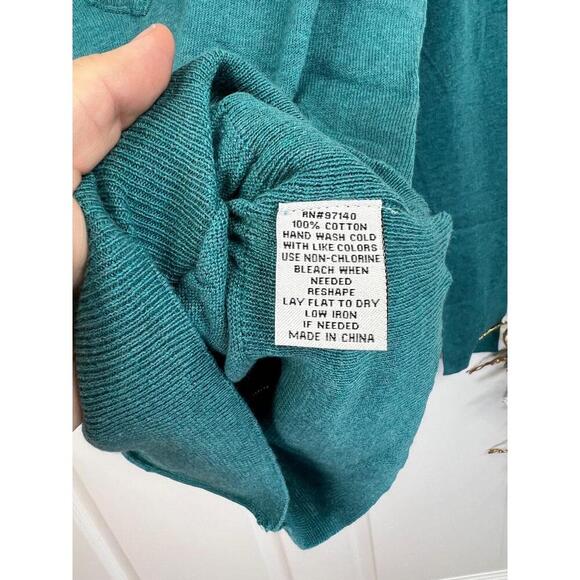 RN#97140
100% COTTON
HAND WASH COLD
WITH LIKE COLORS
USE NON-CHLORINE
BLEACH WHEN
NEEDED
RESHAPE
LAY FLAT TO DRY
LOW IRON
IF NEEDED
MADE IN CHINA